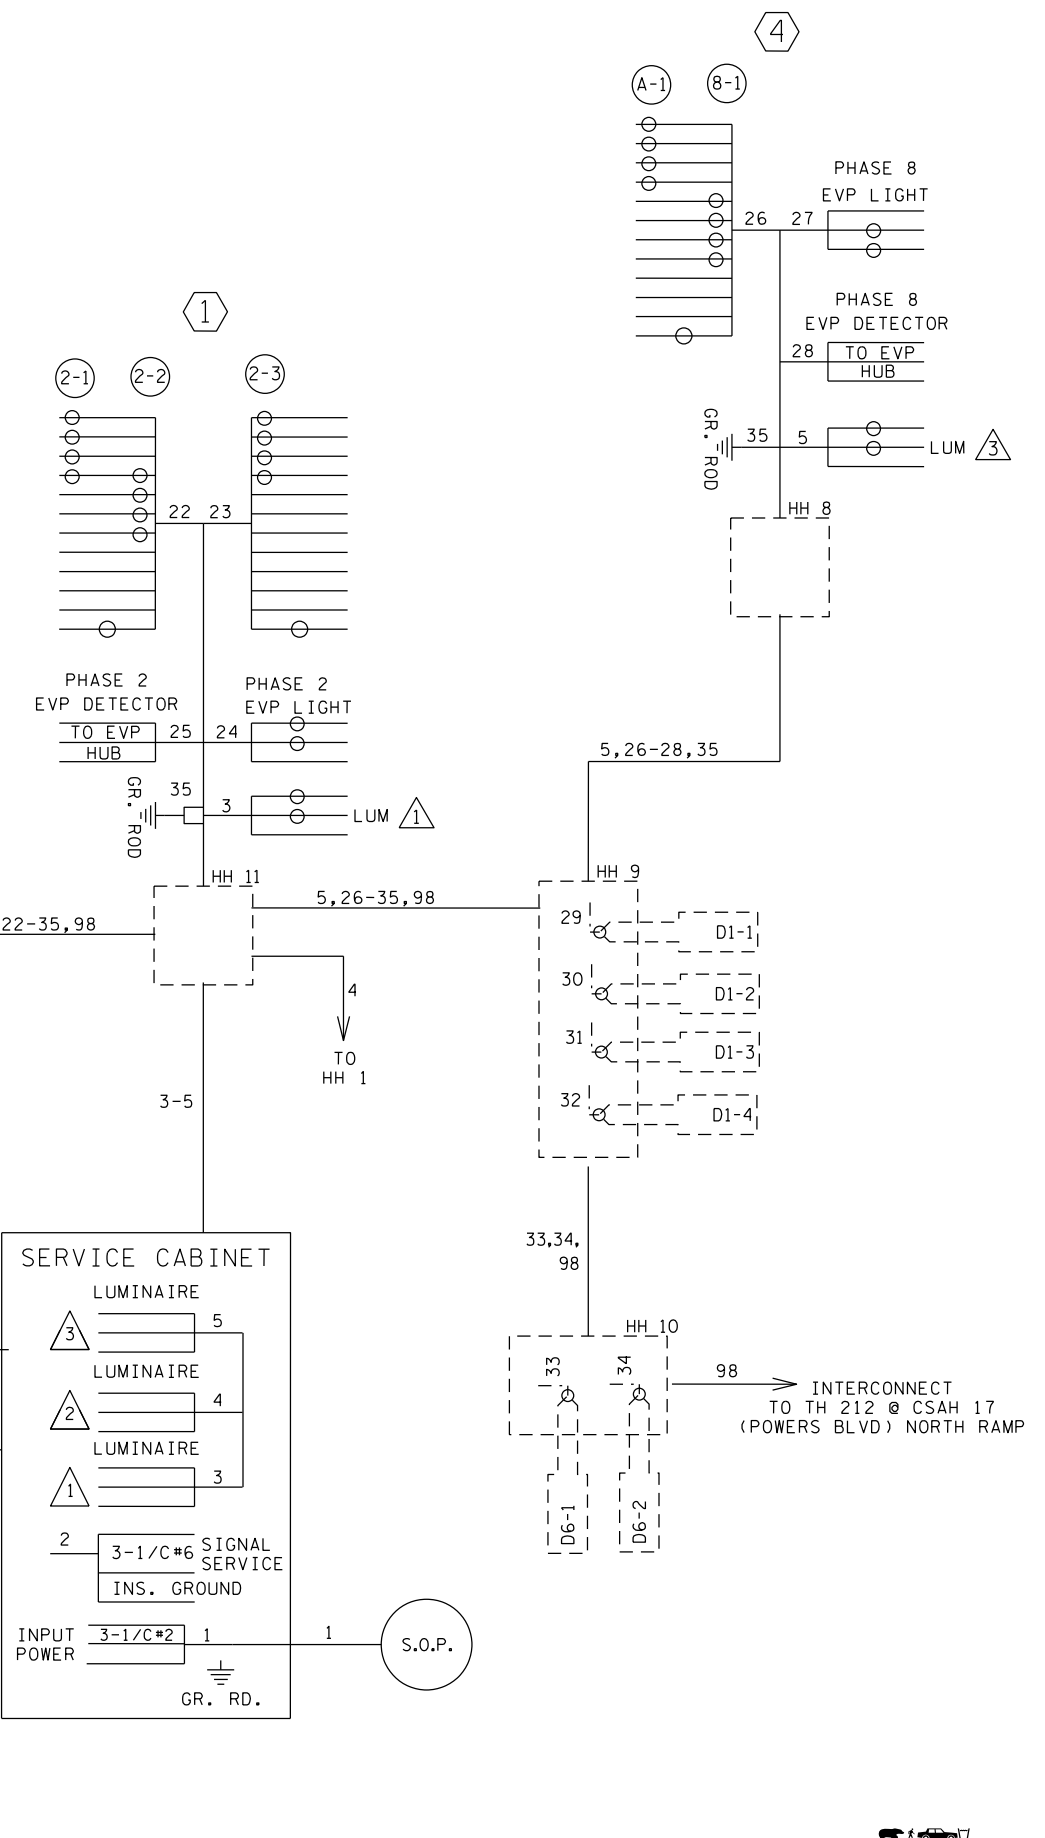 4
A-1
8-1
PHASE 8
EVP LIGHT
26
27
PHASE 8
EVP DETECTOR
28
TO EVP
HUB
GR. ROD
35
5
LUM
3
HH 8
5,26-28,35
1
2-1
2-2
2-3
22
23
PHASE 2
EVP DETECTOR
TO EVP
HUB
25
24
PHASE 2
EVP LIGHT
GR. ROD
35
3
LUM
1
HH 11
22-35,98
5,26-35,98
4
TO
HH 1
3-5
HH 9
29
D1-1
30
D1-2
31
D1-3
32
D1-4
33,34,
98
HH 10
33
34
D6-1
D6-2
98
INTERCONNECT
TO TH 212 @ CSAH 17
(POWERS BLVD) NORTH RAMP
SERVICE CABINET
LUMINAIRE
3
5
LUMINAIRE
2
4
LUMINAIRE
1
3
2
3-1/C#6
SIGNAL
SERVICE
INS. GROUND
INPUT
POWER
3-1/C#2
1
1
S.O.P.
GR. RD.